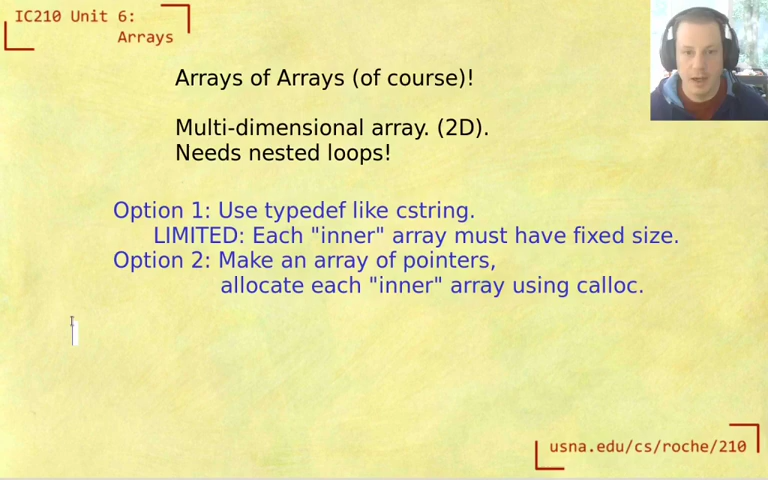 IC210 Unit 6:
Arrays
Arrays of Arrays (of course)!
Multi-dimensional array. (2D).
Needs nested loops!
Option 1: Use typedef like cstring.
LIMITED: Each "inner" array must have fixed size.
Option 2: Make an array of pointers,
allocate each "inner" array using calloc.
usna.edu/cs/roche/210